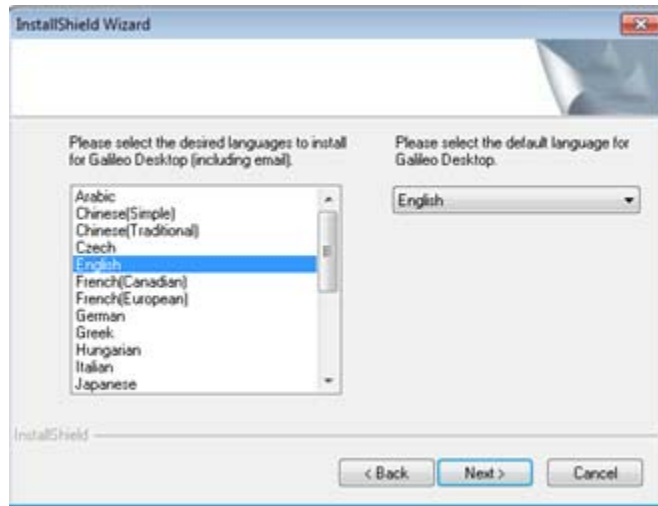 InstallShield Wizard
Please select the desired languages to install
for Galileo Desktop (including email).
Please select the default language for
Galileo Desktop.
Arabic
Chinese(Simple)
Chinese(Traditional)
Czech
English
French(Canadian)
French(European)
German
Greek
Hungarian
Italian
Japanese
English
InstallShield
< Back
Next >
Cancel